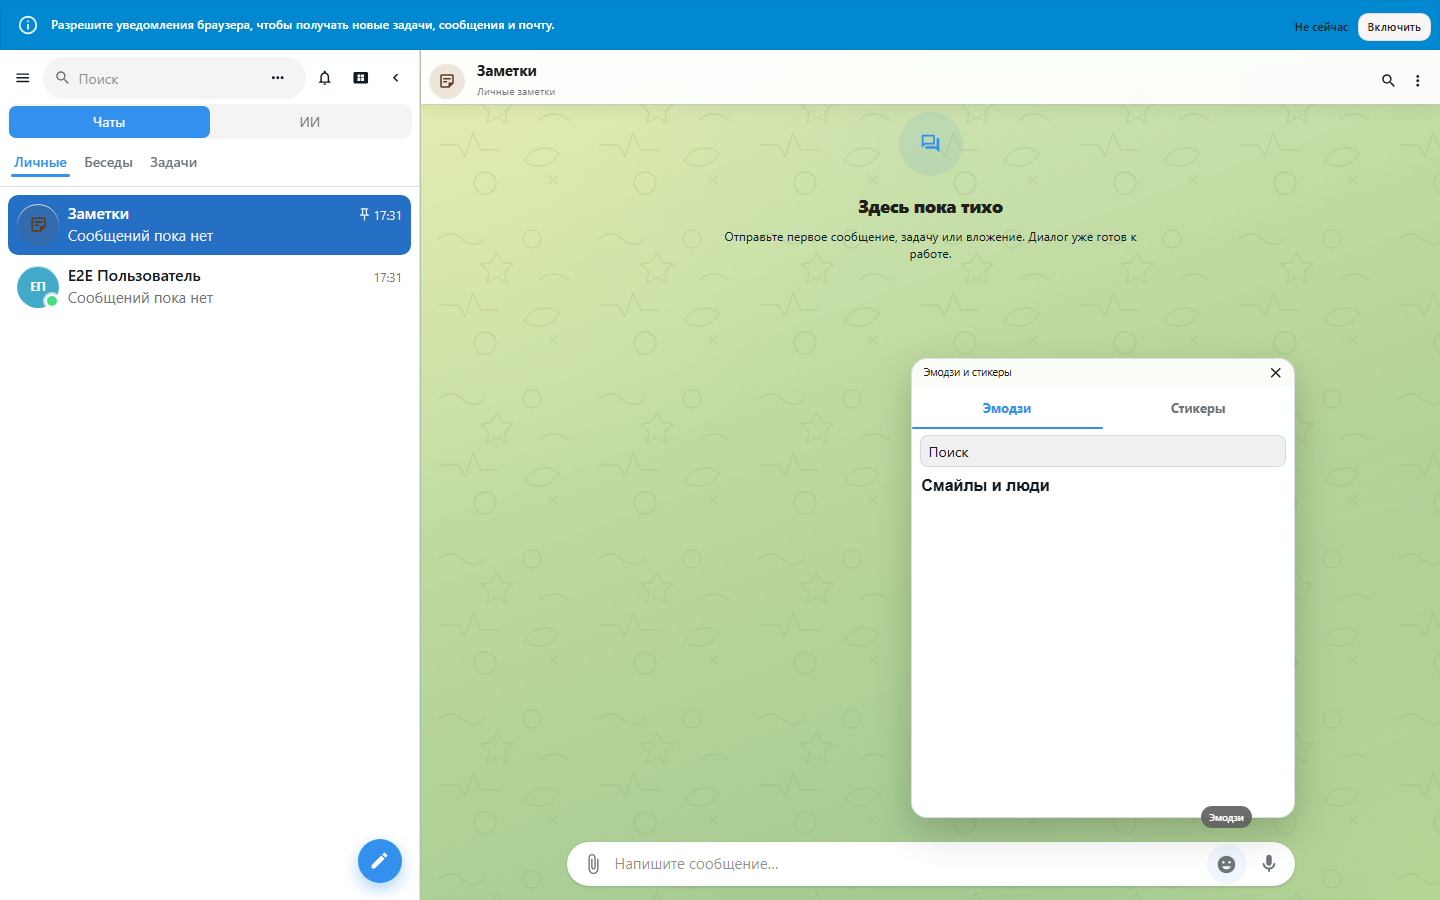 Разрешите уведомления браузера, чтобы получать новые задачи, сообщения и почту.
Не сейчас
Включить
Поиск
Чаты
ИИ
Личные
Беседы
Задачи
Заметки
17:31
Сообщений пока нет
ЕП
E2E Пользователь
17:31
Сообщений пока нет
Заметки
Личные заметки
Здесь пока тихо
Отправьте первое сообщение, задачу или вложение. Диалог уже готов к
работе.
Эмодзи и стикеры
Эмодзи
Стикеры
Поиск
Смайлы и люди
Эмодзи
Напишите сообщение...